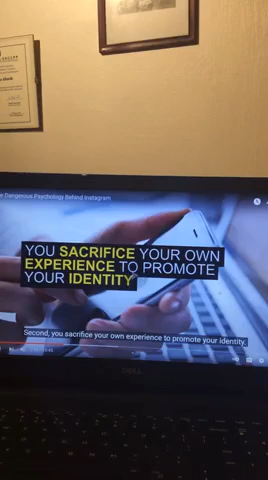 e Dangerous Psychology Behind Instagram
YOU SACRIFICE YOUR OWN
EXPERIENCE TO PROMOTE
YOUR IDENTITY
Second, you sacrifice your own experience to promote your identity.
DELL